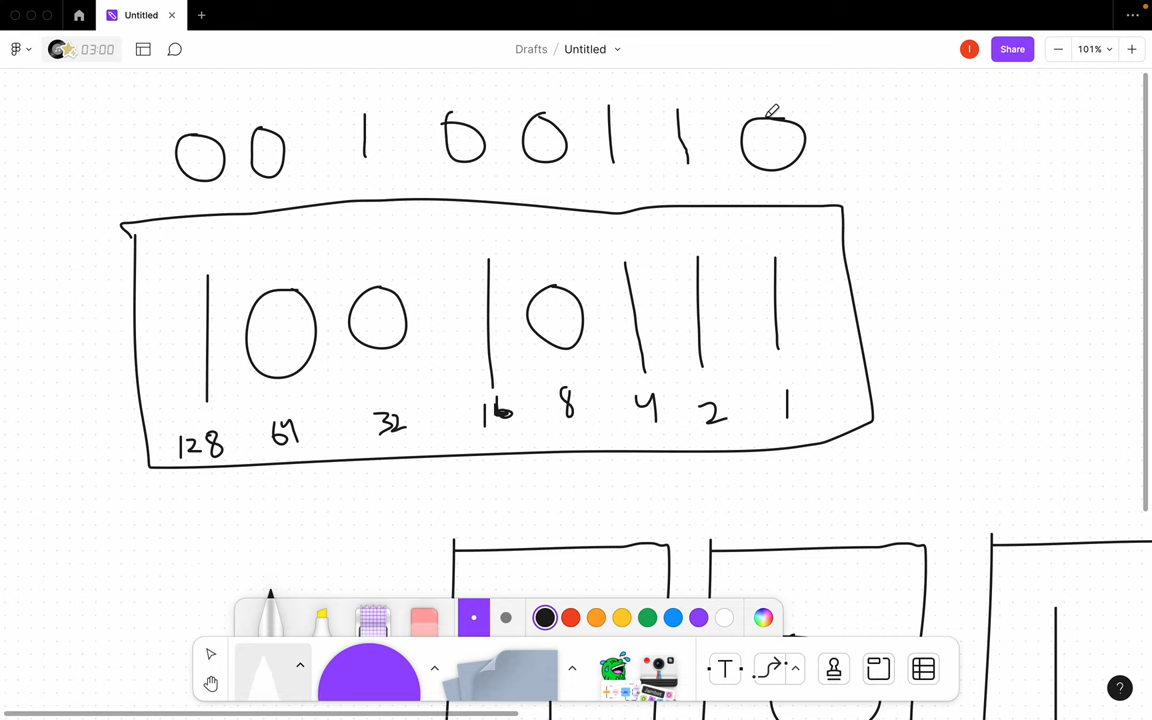 Untitled
03:00
Drafts / Untitled
I
Share
101%
0 0 1 0 0 1 1 0
1 0 0 1 0 1 1 1
128 64 32 16 8 4 2 1
T
?